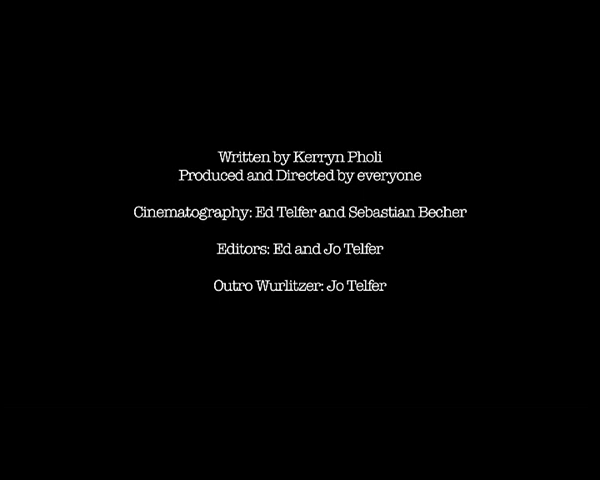 Written by Kerryn Pholi
Produced and Directed by everyone
Cinematography: Ed Telfer and Sebastian Becher
Editors: Ed and Jo Telfer
Outro Wurlitzer: Jo Telfer